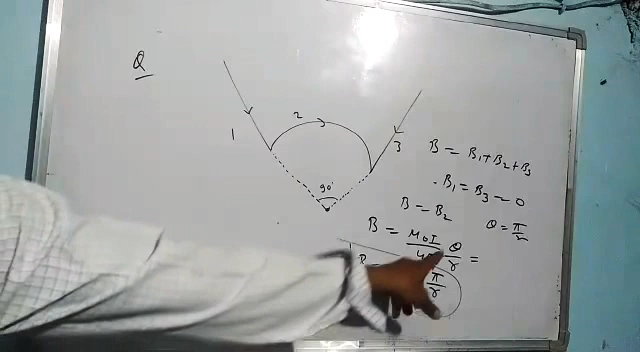 Q
2
1
3
90°
B = B₁ + B₂ + B₃
B₁ = B₃ = 0
B = B₂
θ = π/2
B = μ₀I/4π θ/r =
π/r